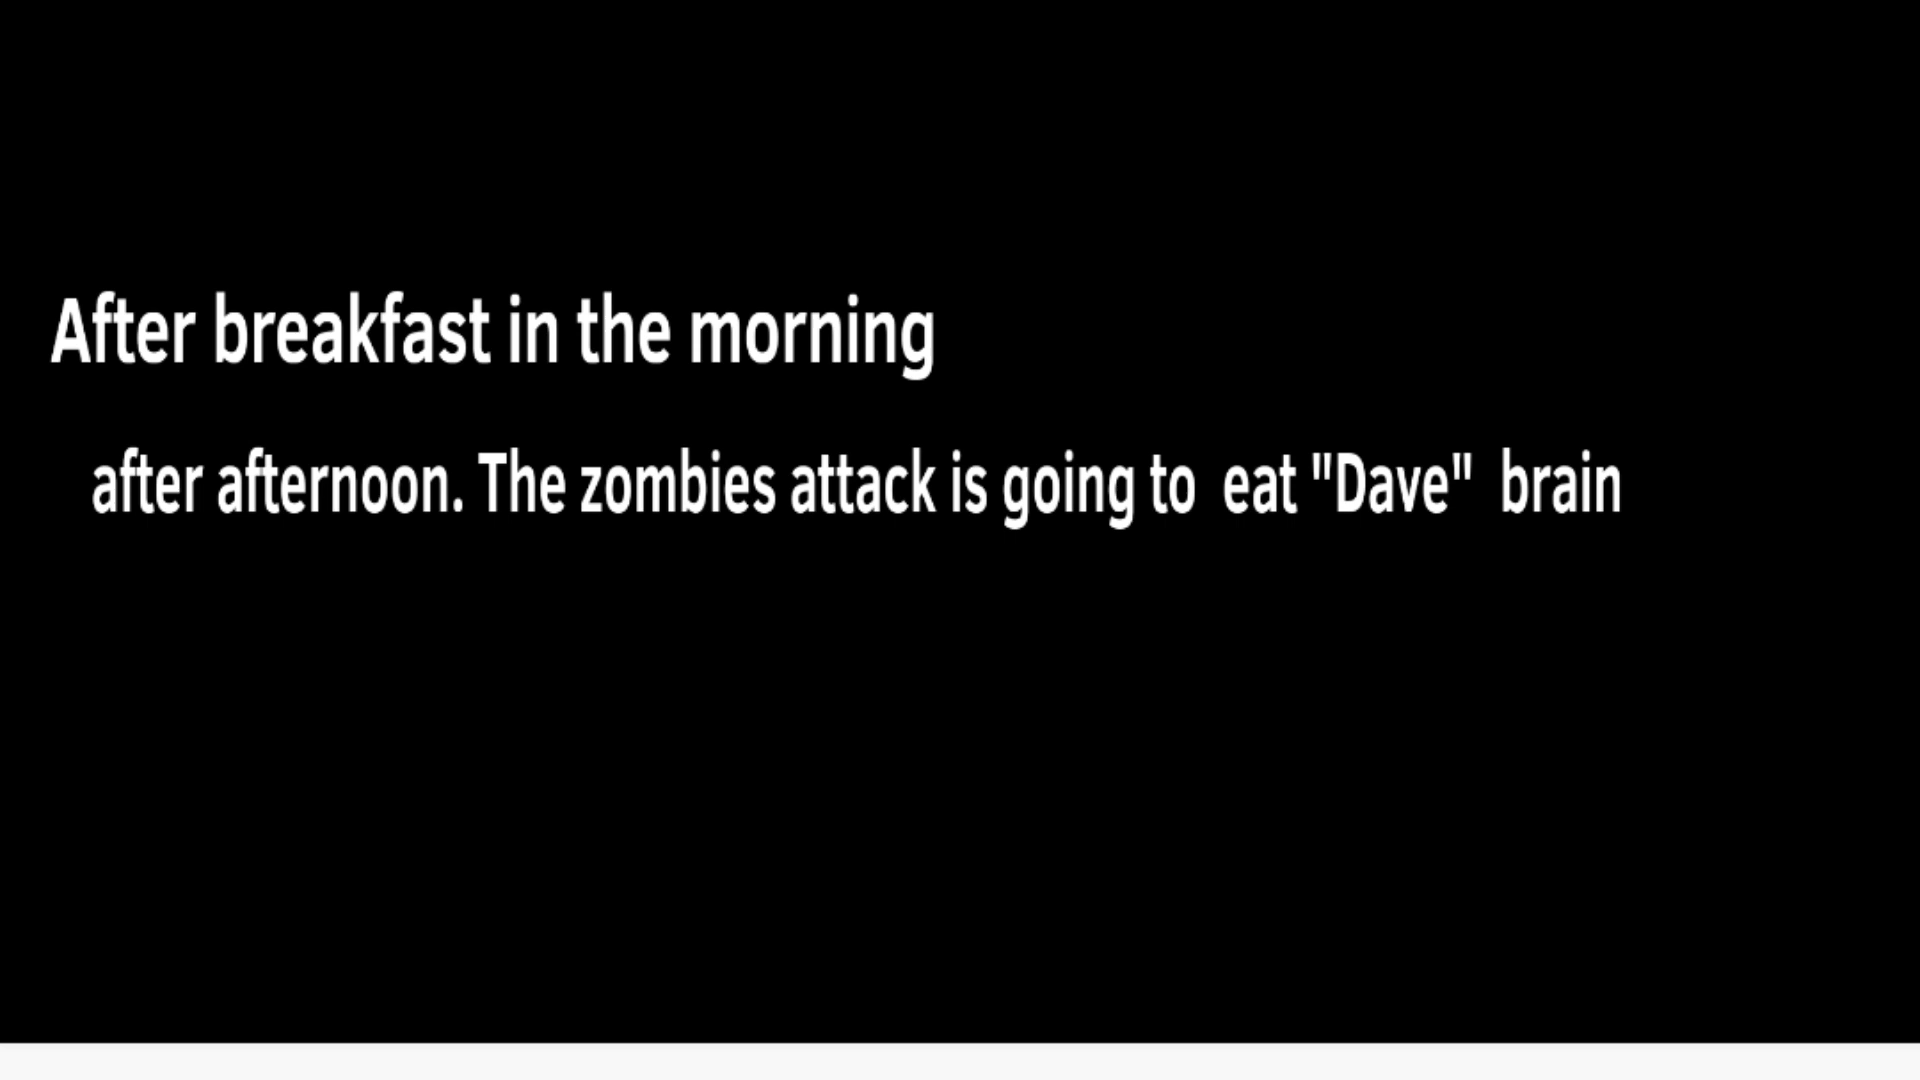 After breakfast in the morning
after afternoon. The zombies attack is going to eat "Dave" brain